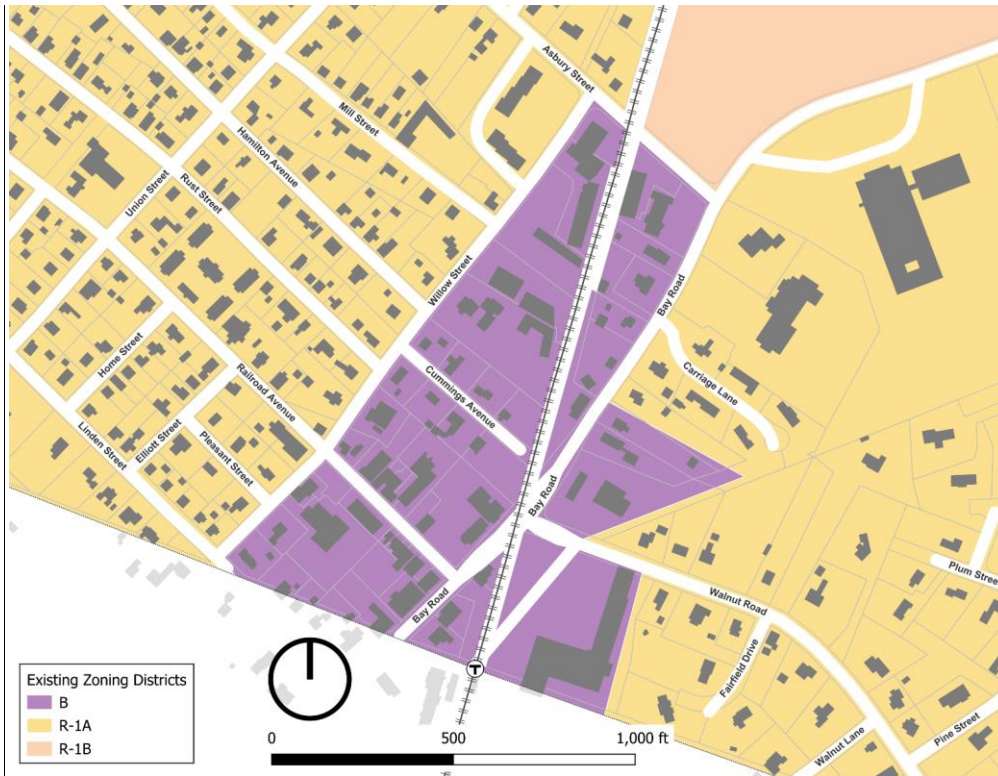 Asbury Street
Mill Street
Hamilton Avenue
Union Street
Rust Street
Willow Street
Bay Road
Home Street
Railroad Avenue
Cummings Avenue
Carriage Lane
Elliott Street
Pleasant Street
Linden Street
Bay Road
Plum Street
Bay Road
Walnut Road
Fairfield Drive
Walnut Lane
Pine Street
T
Existing Zoning Districts
B
R-1A
R-1B
0 500 1,000 ft